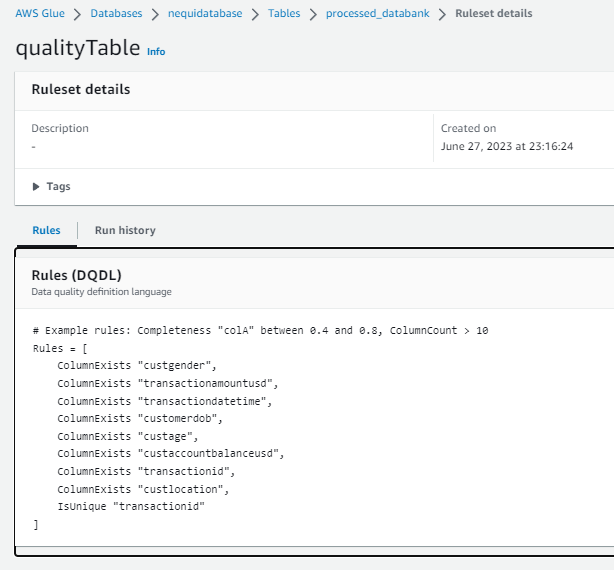 AWS Glue > Databases > nequidatabase > Tables > processed_databank > Ruleset details
qualityTable Info
Ruleset details
Description
-
Created on
June 27, 2023 at 23:16:24
Tags
Rules
Run history
Rules (DQDL)
Data quality definition language
# Example rules: Completeness "colA" between 0.4 and 0.8, ColumnCount > 10
Rules = [
    ColumnExists "custgender",
    ColumnExists "transactionamountusd",
    ColumnExists "transactiondatetime",
    ColumnExists "customerdob",
    ColumnExists "custage",
    ColumnExists "custaccountbalanceusd",
    ColumnExists "transactionid",
    ColumnExists "custlocation",
    IsUnique "transactionid"
]